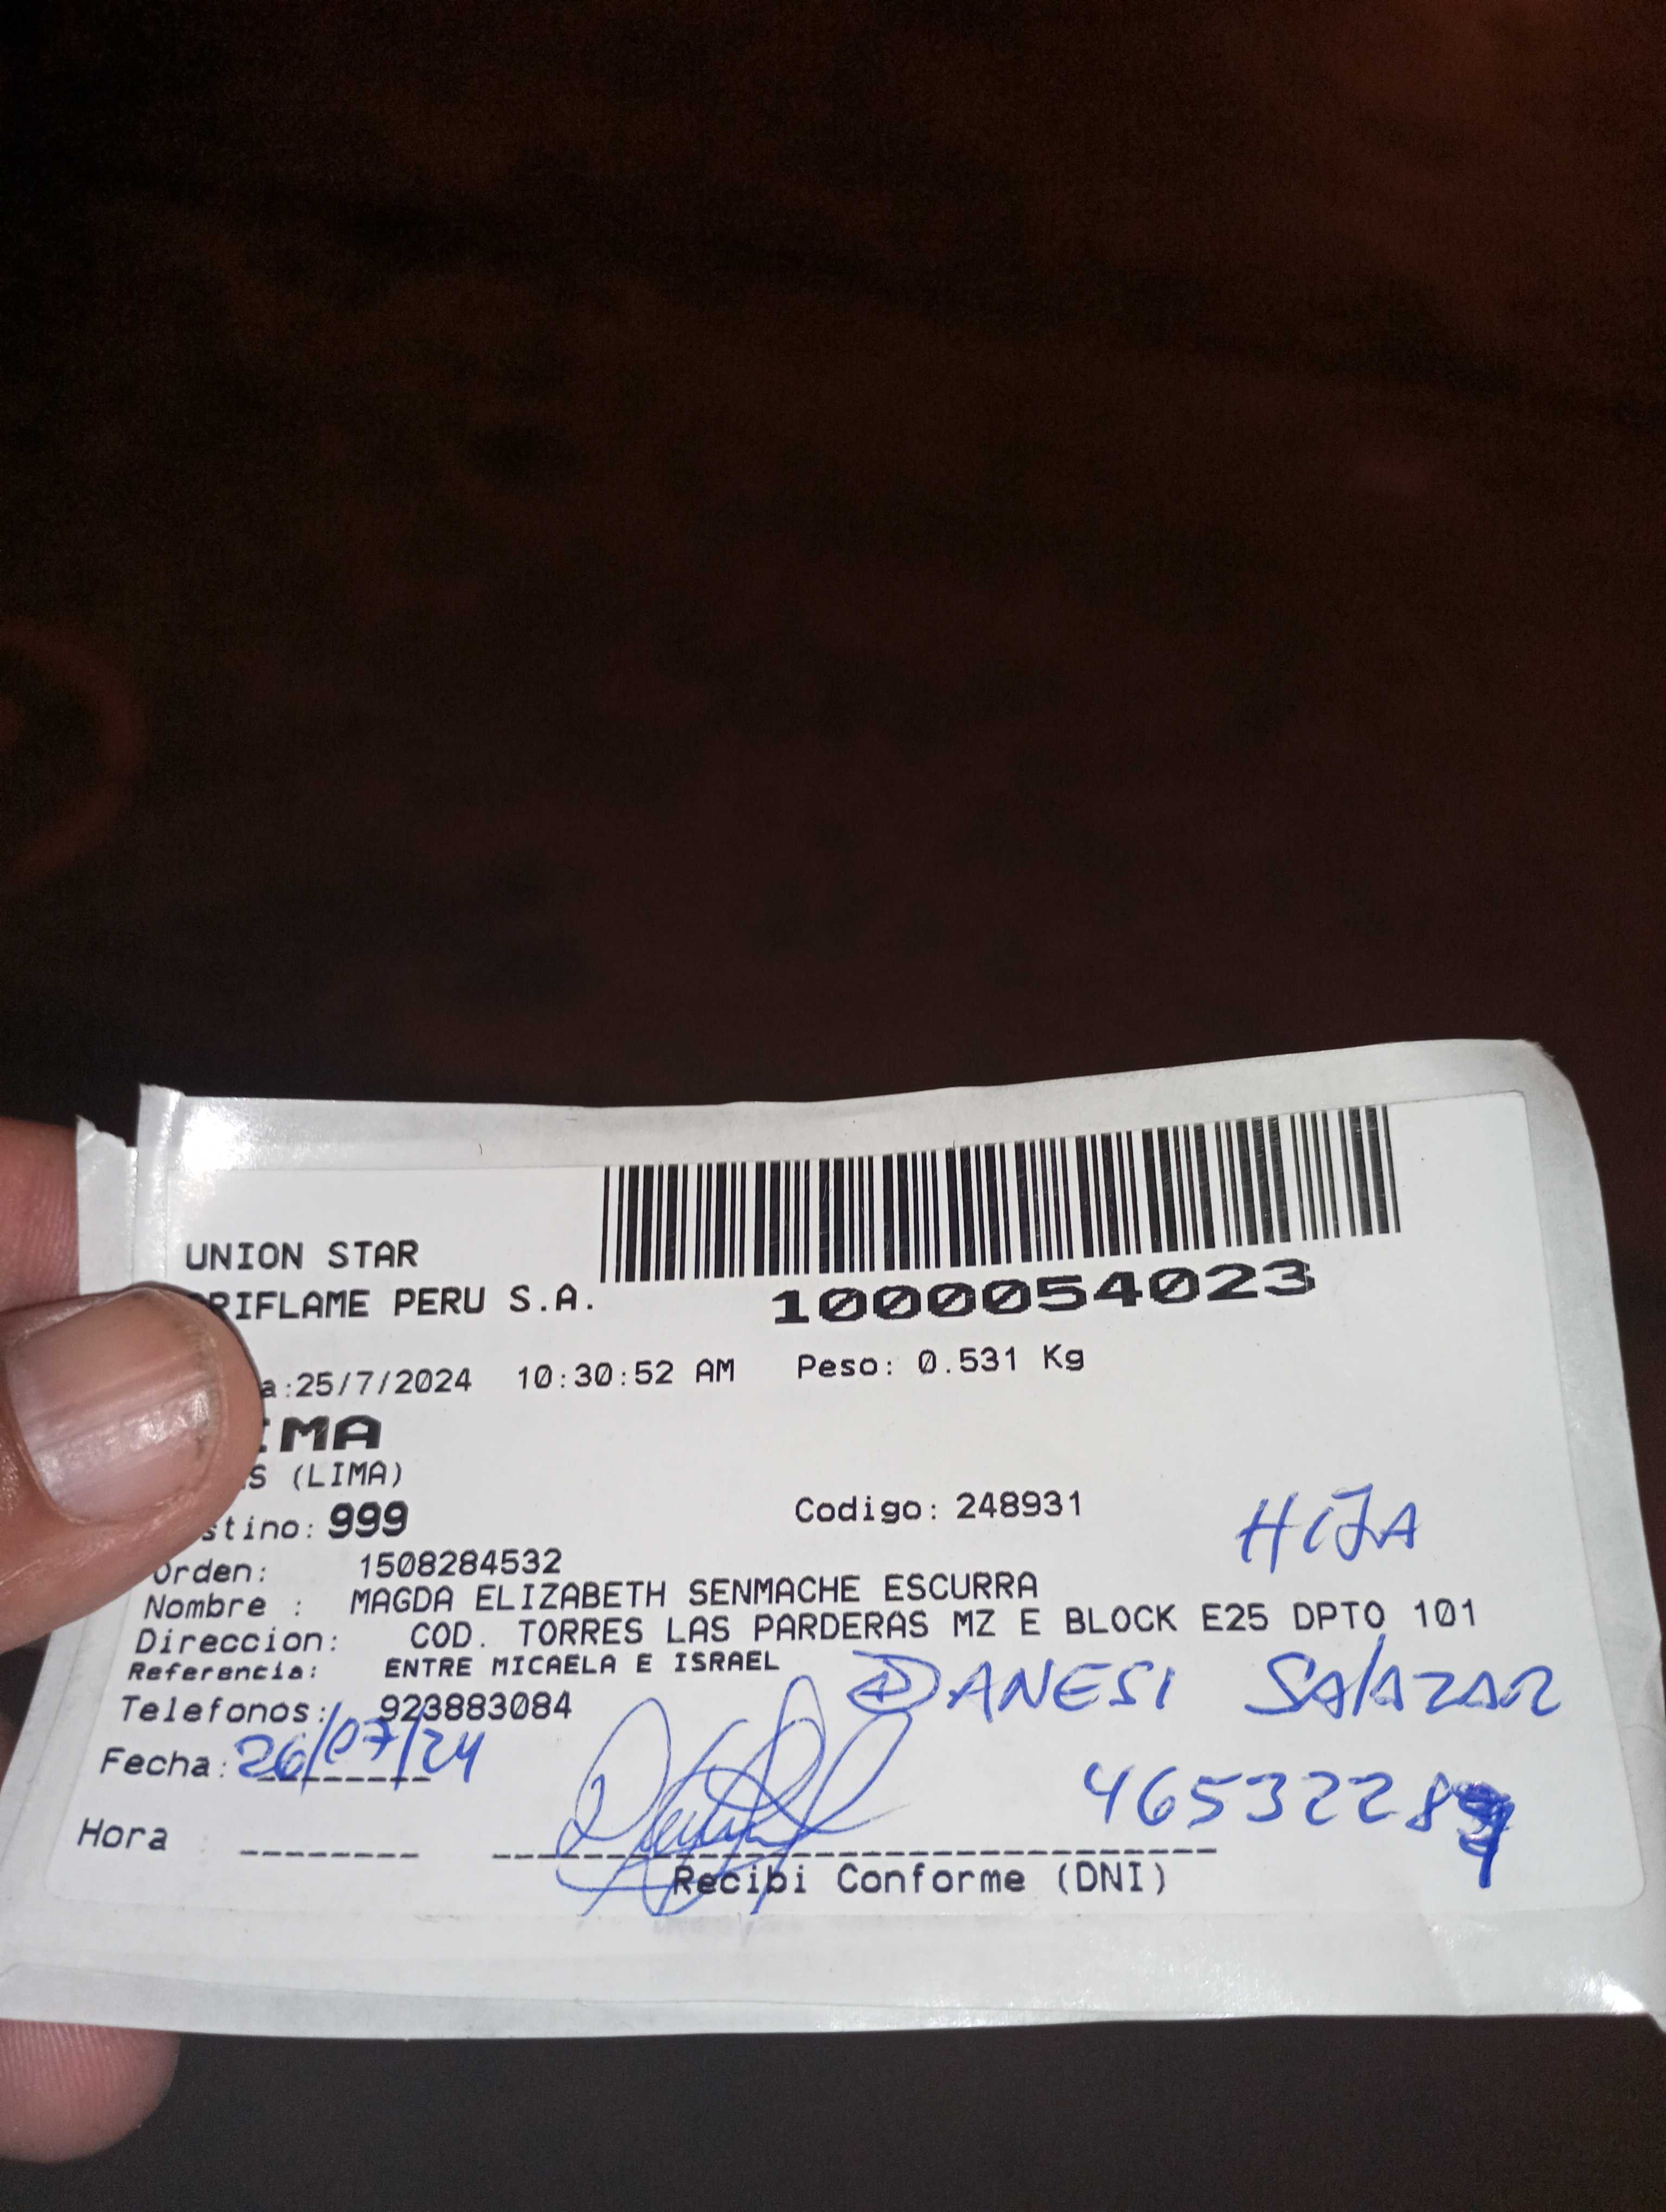 UNION STAR
RIFLAME PERU S.A.
1000054023
a:25/7/2024 10:30:52 AM Peso: 0.531 Kg
IMA
S (LIMA)
stino: 999 Codigo: 248931
HIJA
Orden: 1508284532
Nombre : MAGDA ELIZABETH SENMACHE ESCURRA
Direccion: COD. TORRES LAS PARDERAS MZ E BLOCK E25 DPTO 101
Referencia: ENTRE MICAELA E ISRAEL
DANESI SALAZAR
Telefonos: 923883084
Fecha: 26/07/24
4653228
Hora :
Recibi Conforme (DNI)